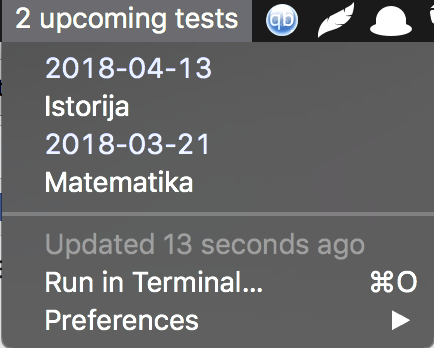 2 upcoming tests
qb
2018-04-13
Istorija
2018-03-21
Matematika
Updated 13 seconds ago
Run in Terminal... ⌘O
Preferences ▶